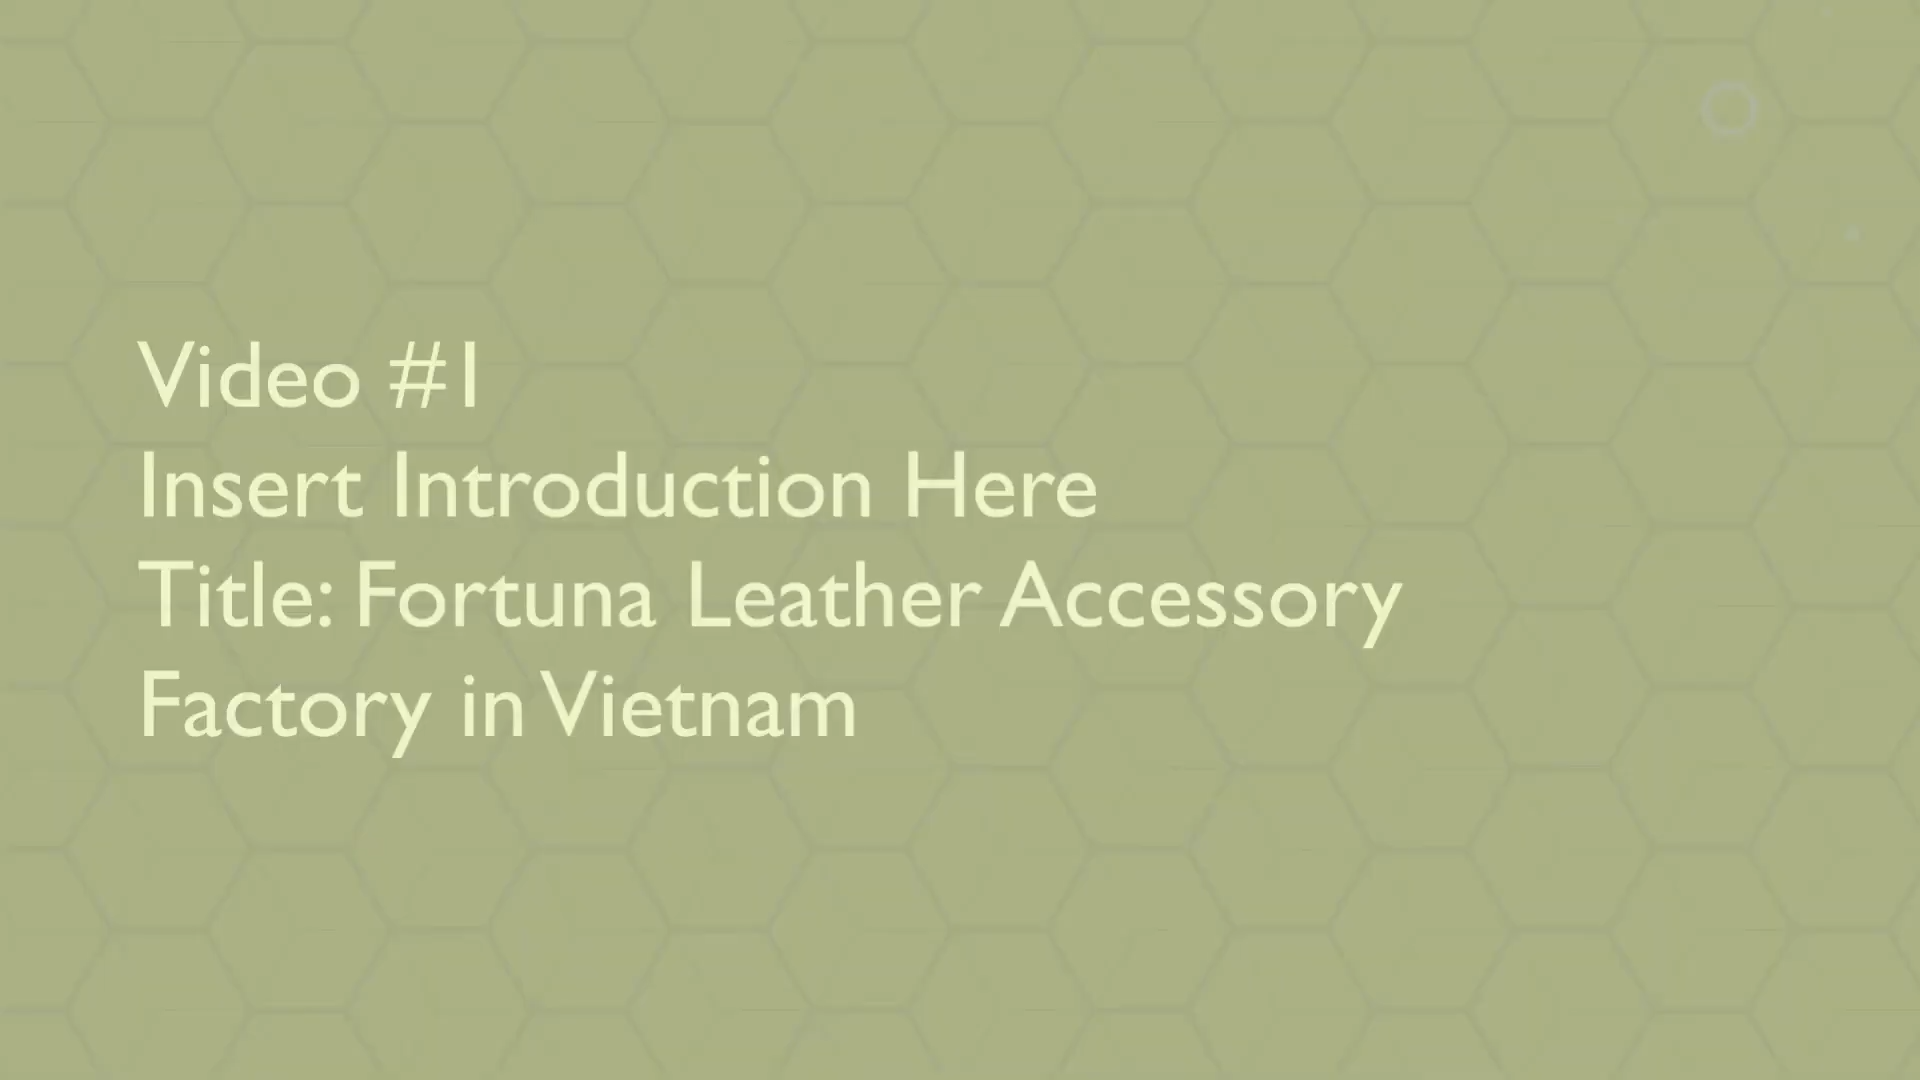 Video #1
Insert Introduction Here
Title: Fortuna Leather Accessory
Factory in Vietnam